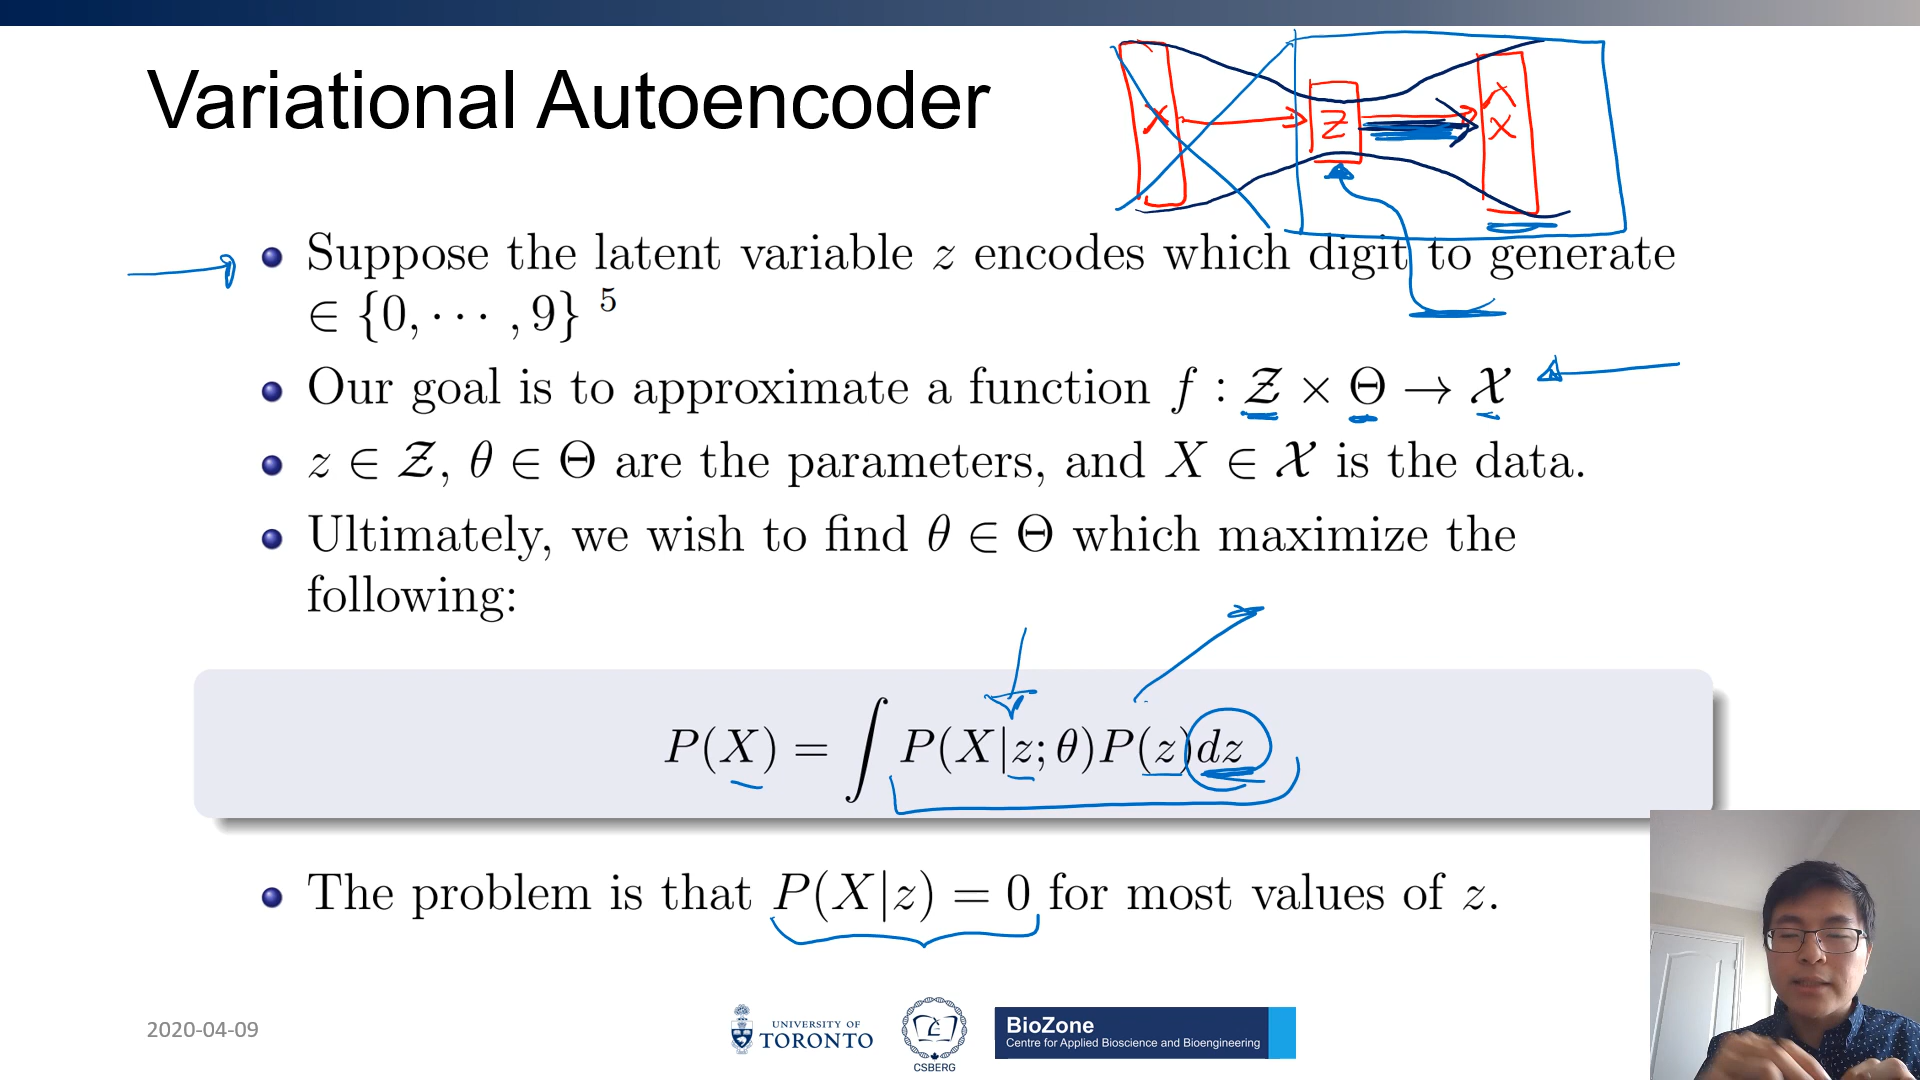 Variational Autoencoder
X Z X̂
• Suppose the latent variable z encodes which digit to generate
∈ {0, ··· , 9} ⁵
• Our goal is to approximate a function f : Z × Θ → X
• z ∈ Z, θ ∈ Θ are the parameters, and X ∈ X is the data.
• Ultimately, we wish to find θ ∈ Θ which maximize the
following:
P(X) = ∫ P(X|z; θ)P(z)dz
• The problem is that P(X|z) = 0 for most values of z.
2020-04-09
UNIVERSITY OF
TORONTO
CSBERG
BioZone
Centre for Applied Bioscience and Bioengineering